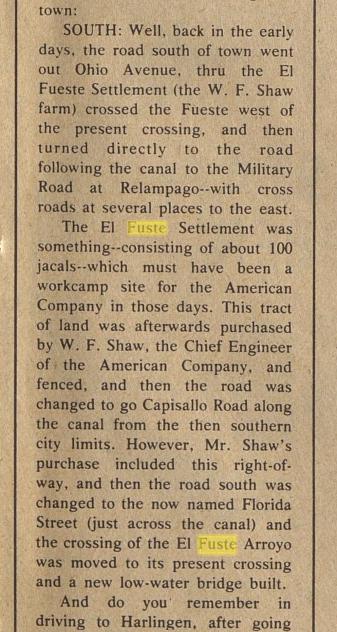 town:
SOUTH: Well, back in the early
days, the road south of town went
out Ohio Avenue, thru the El
Fueste Settlement (the W. F. Shaw
farm) crossed the Fueste west of
the present crossing, and then
turned directly to the road
following the canal to the Military
Road at Relampago--with cross
roads at several places to the east.
The El Fuste Settlement was
something--consisting of about 100
jacals--which must have been a
workcamp site for the American
Company in those days. This tract
of land was afterwards purchased
by W. F. Shaw, the Chief Engineer
of the American Company, and
fenced, and then the road was
changed to go Capisallo Road along
the canal from the then southern
city limits. However, Mr. Shaw's
purchase included this right-of-
way, and then the road south was
changed to the now named Florida
Street (just across the canal) and
the crossing of the El Fuste Arroyo
was moved to its present crossing
and a new low-water bridge built.
And do you remember in
driving to Harlingen, after going